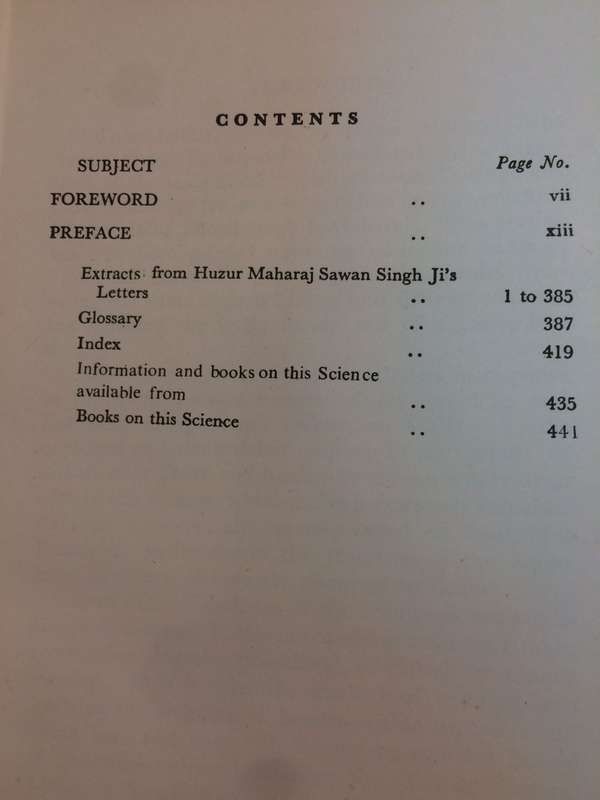 CONTENTS
SUBJECT Page No.
FOREWORD .. vii
PREFACE .. xiii
Extracts from Huzur Maharaj Sawan Singh Ji's
Letters .. 1 to 385
Glossary .. 387
Index .. 419
Information and books on this Science
available from .. 435
Books on this Science .. 441